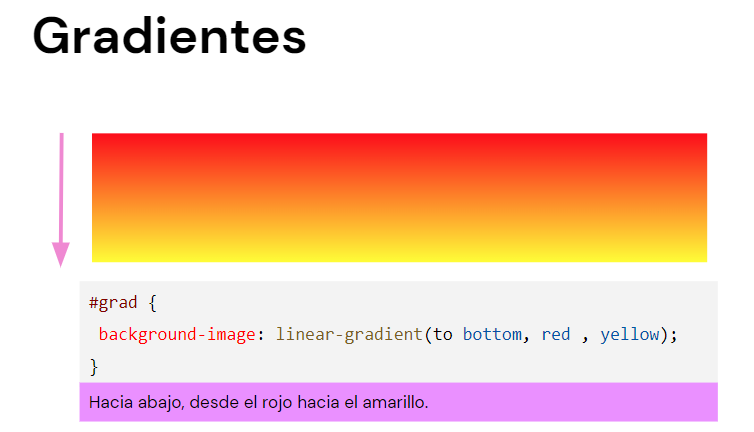 Gradientes
#grad {
background-image: linear-gradient(to bottom, red , yellow);
}
Hacia abajo, desde el rojo hacia el amarillo.